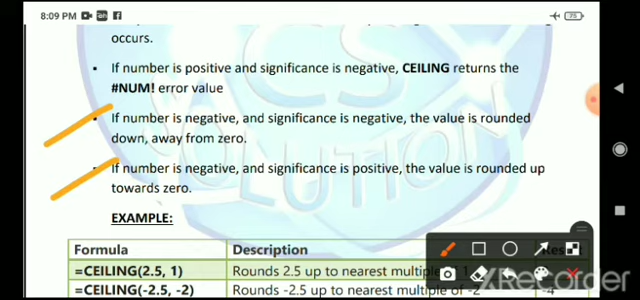 8:09 PM
75
occurs.
▪ If number is positive and significance is negative, CEILING returns the
#NUM! error value
▪ If number is negative, and significance is negative, the value is rounded
down, away from zero.
▪ If number is negative, and significance is positive, the value is rounded up
towards zero.
EXAMPLE:
Formula Description
=CEILING(2.5, 1) Rounds 2.5 up to nearest multiple
=CEILING(-2.5, -2) Rounds -2.5 up to nearest multiple of -2 -4
CS
SOLUTION
XRecorder